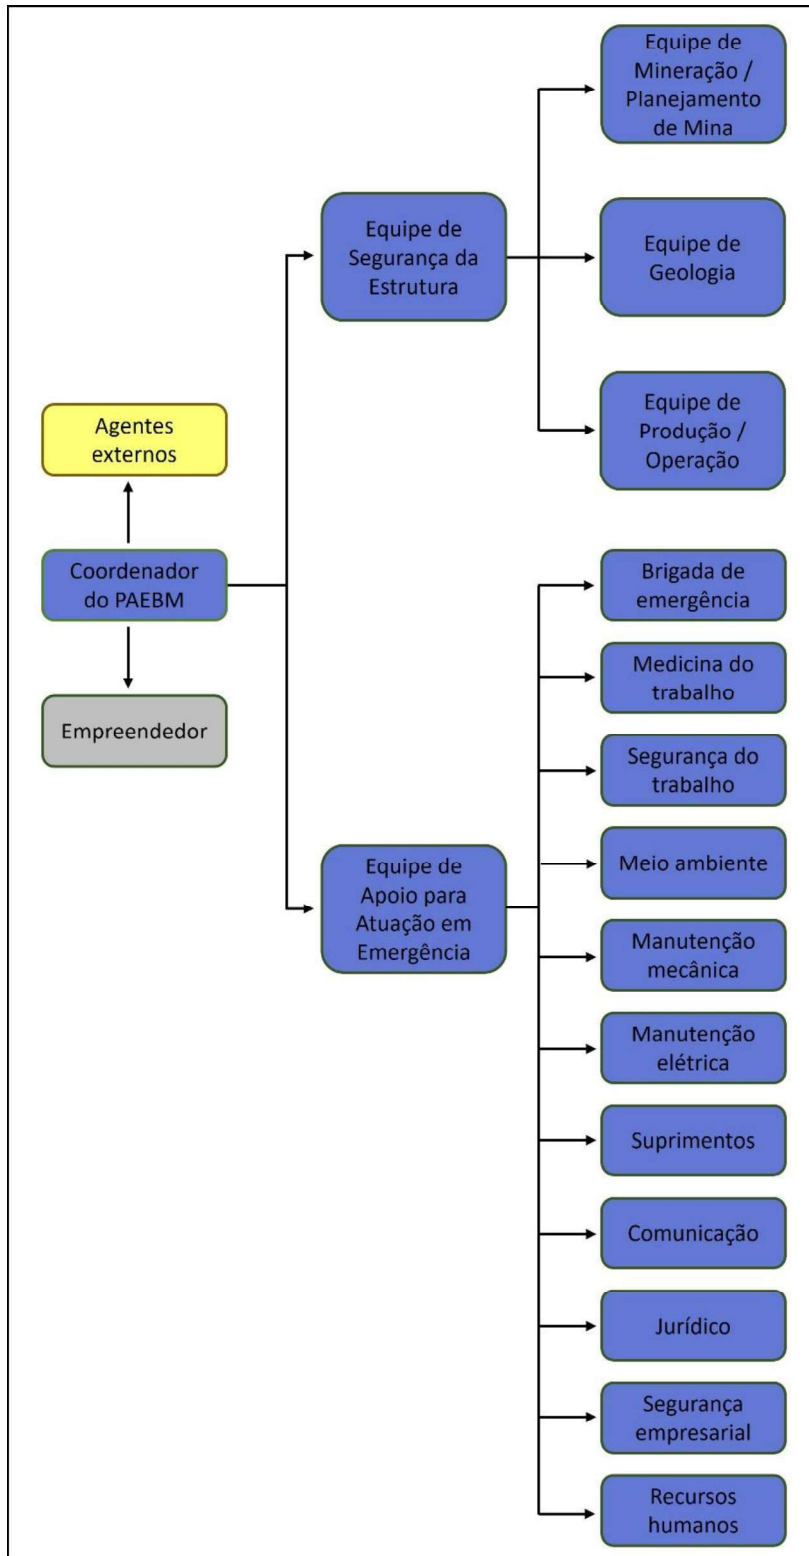 Equipe de
Mineração /
Planejamento
de Mina
Equipe de
Segurança da
Estrutura
Equipe de
Geologia
Equipe de
Produção /
Operação
Agentes
externos
Coordenador
do PAEBM
Empreendedor
Equipe de
Apoio para
Atuação em
Emergência
Brigada de
emergência
Medicina do
trabalho
Segurança do
trabalho
Meio ambiente
Manutenção
mecânica
Manutenção
elétrica
Suprimentos
Comunicação
Jurídico
Segurança
empresarial
Recursos
humanos